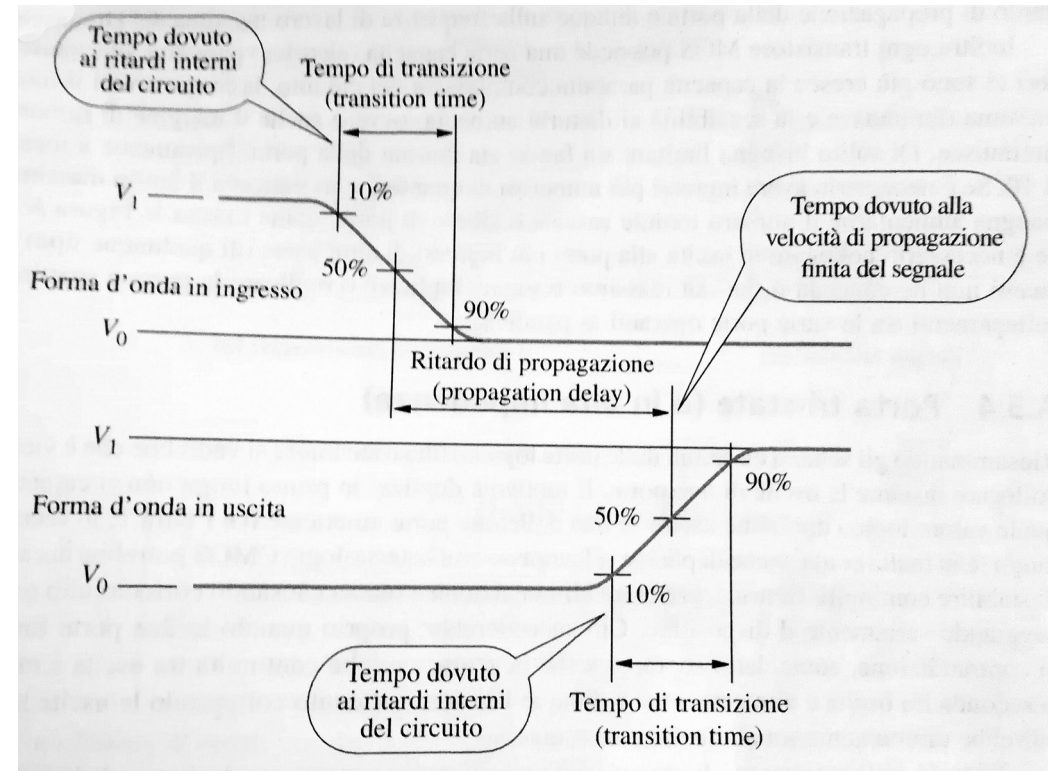 Tempo dovuto
ai ritardi interni
del circuito
Tempo di transizione
(transition time)
V1
10%
50%
90%
Forma d'onda in ingresso
V0
Tempo dovuto alla
velocità di propagazione
finita del segnale
Ritardo di propagazione
(propagation delay)
V1
90%
Forma d'onda in uscita
50%
V0
10%
Tempo dovuto
ai ritardi interni
del circuito
Tempo di transizione
(transition time)